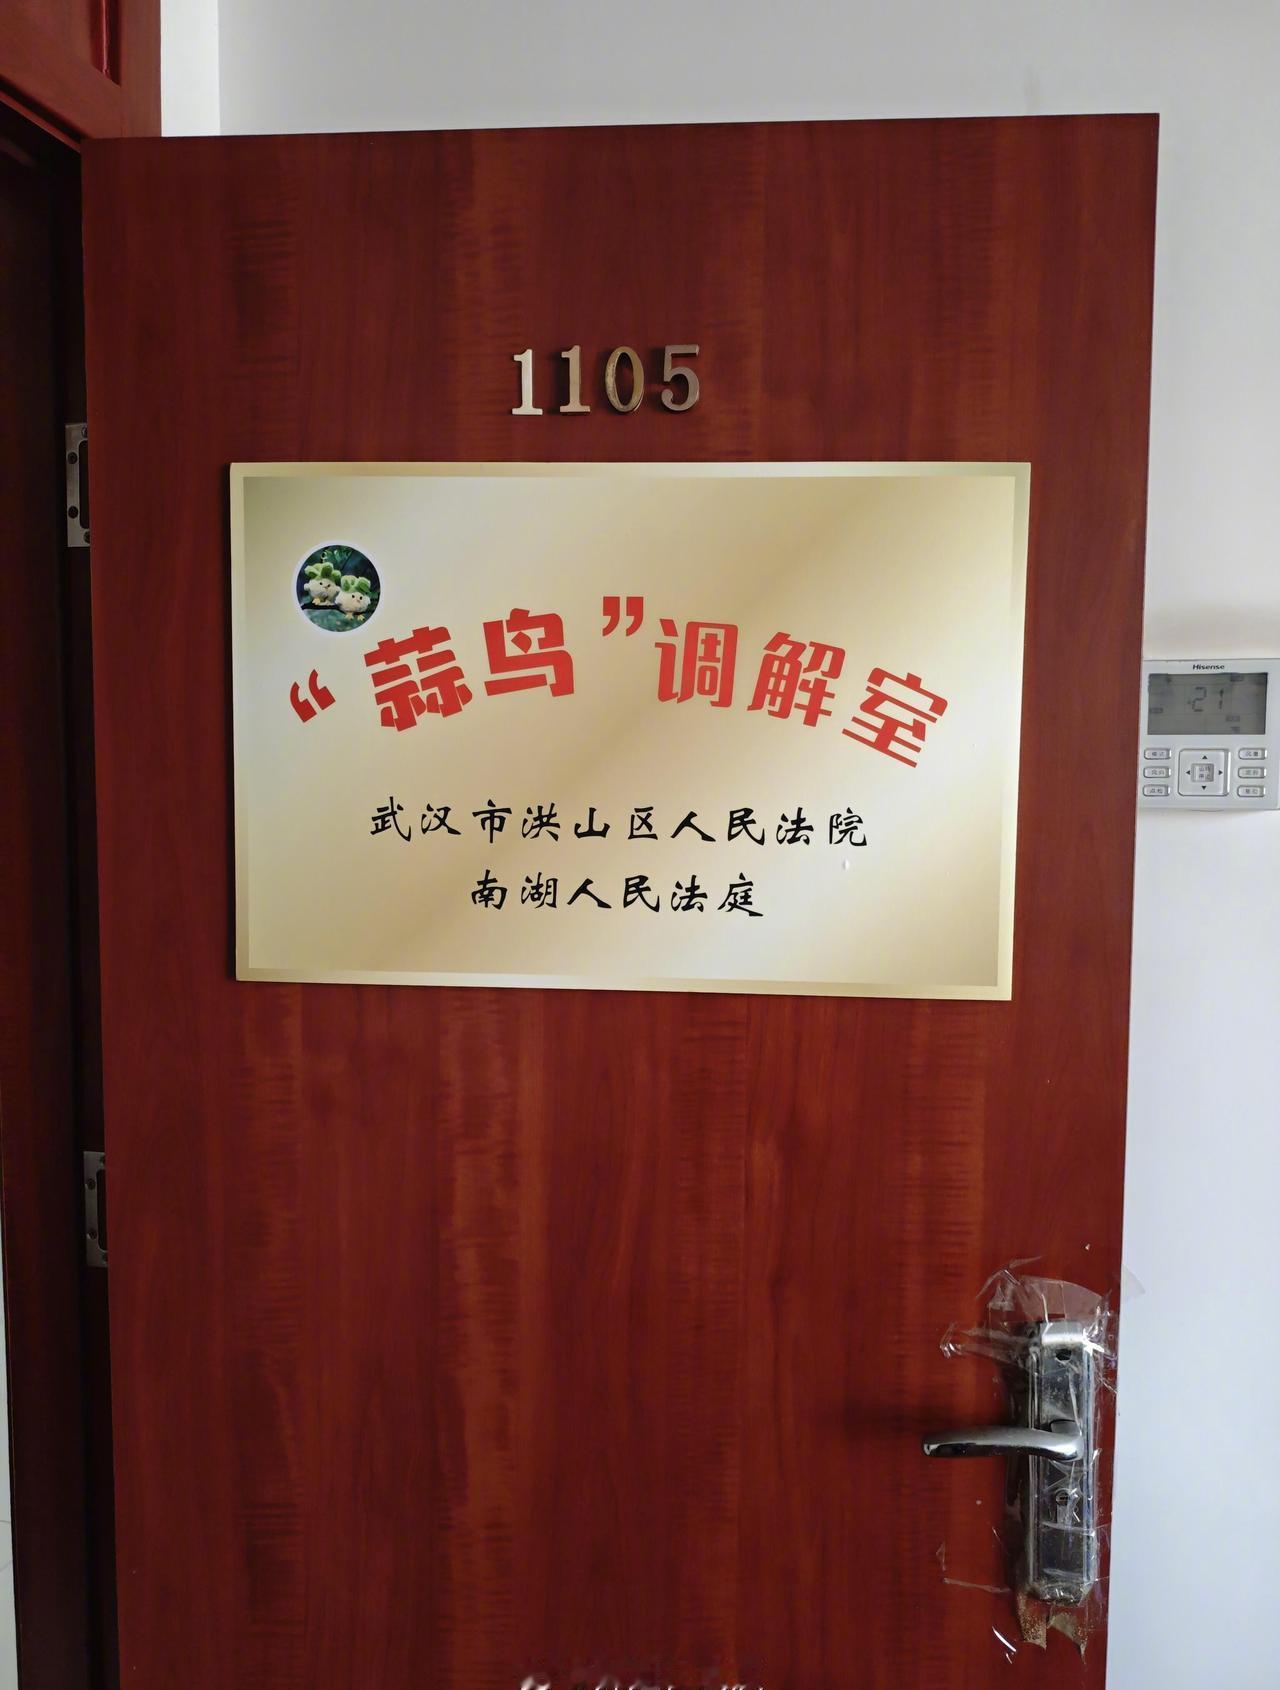 1105
”蒜鸟”调解室
武汉市洪山区人民法院
南湖人民法庭
Hisense
21